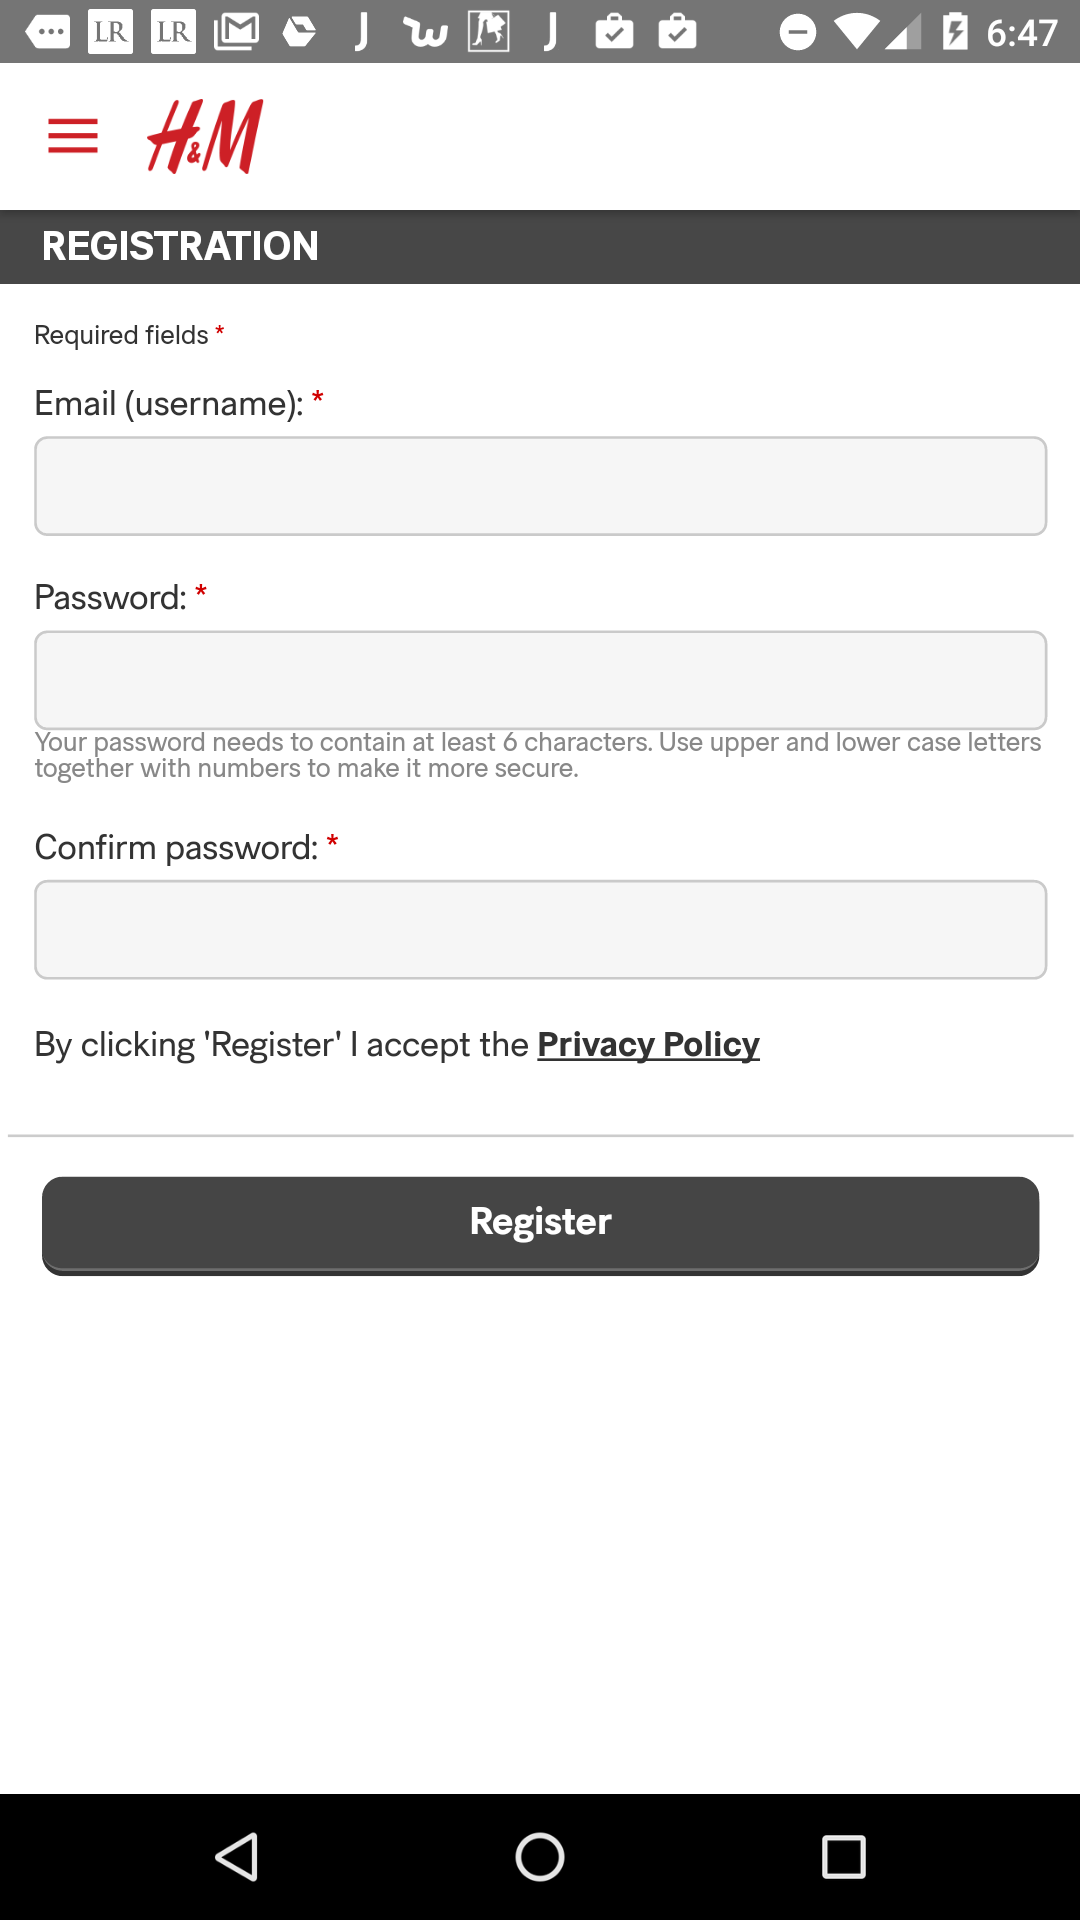 LR LR J J 6:47
H&M
REGISTRATION
Required fields *
Email (username): *
Password: *
Your password needs to contain at least 6 characters. Use upper and lower case letters
together with numbers to make it more secure.
Confirm password: *
By clicking 'Register' I accept the Privacy Policy
Register